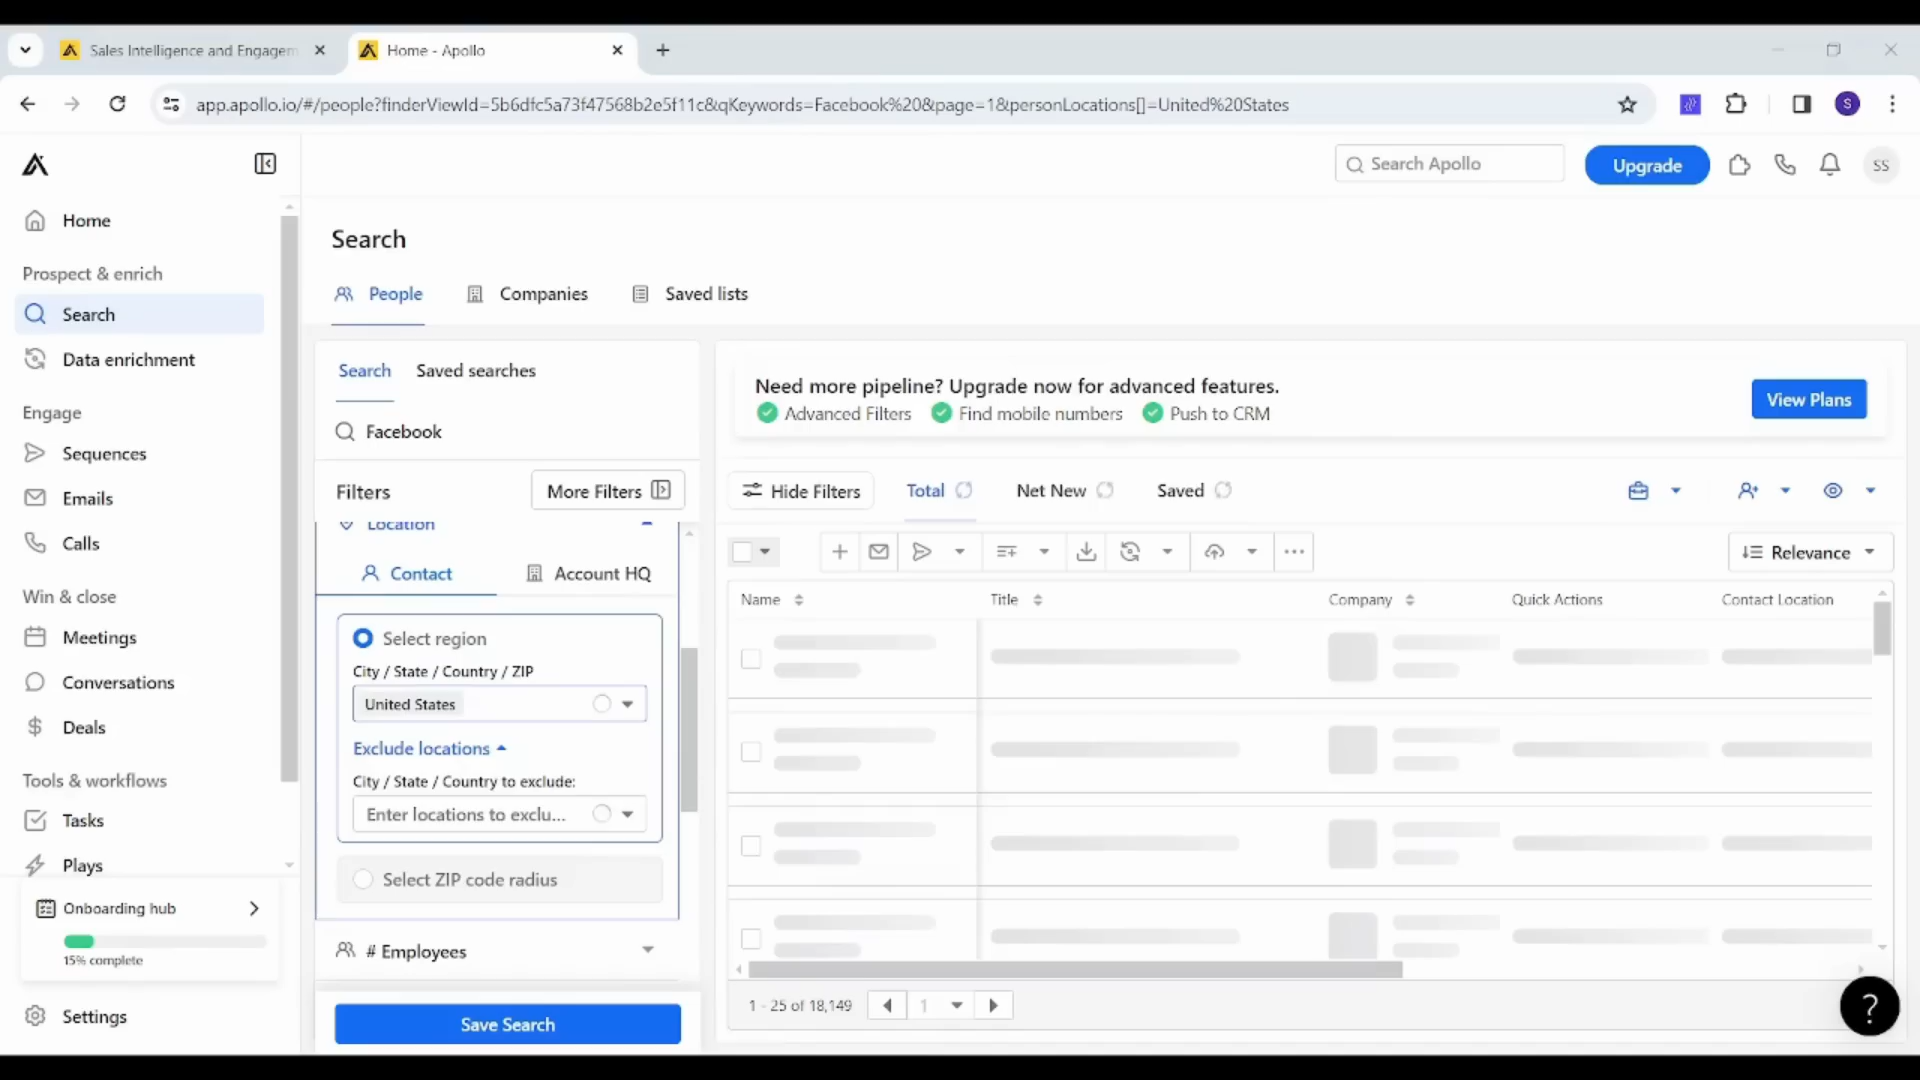 Sales Intelligence and Engagem
Home - Apollo
app.apollo.io/#/people?finderViewId=5b6dfc5a73f47568b2e5f11c&qKeywords=Facebook%20&page=1&personLocations[]=United%20States
S
Search Apollo
Upgrade
SS
Home
Prospect & enrich
Search
Data enrichment
Engage
Sequences
Emails
Calls
Win & close
Meetings
Conversations
Deals
Tools & workflows
Tasks
Plays
Onboarding hub
15% complete
Settings
Search
People
Companies
Saved lists
Search
Saved searches
Facebook
Filters
More Filters
Location
Contact
Account HQ
Select region
City / State / Country / ZIP
United States
Exclude locations
City / State / Country to exclude:
Enter locations to exclu...
Select ZIP code radius
# Employees
Save Search
Need more pipeline? Upgrade now for advanced features.
Advanced Filters
Find mobile numbers
Push to CRM
View Plans
Hide Filters
Total
Net New
Saved
Relevance
Name
Title
Company
Quick Actions
Contact Location
1 - 25 of 18,149
1
?